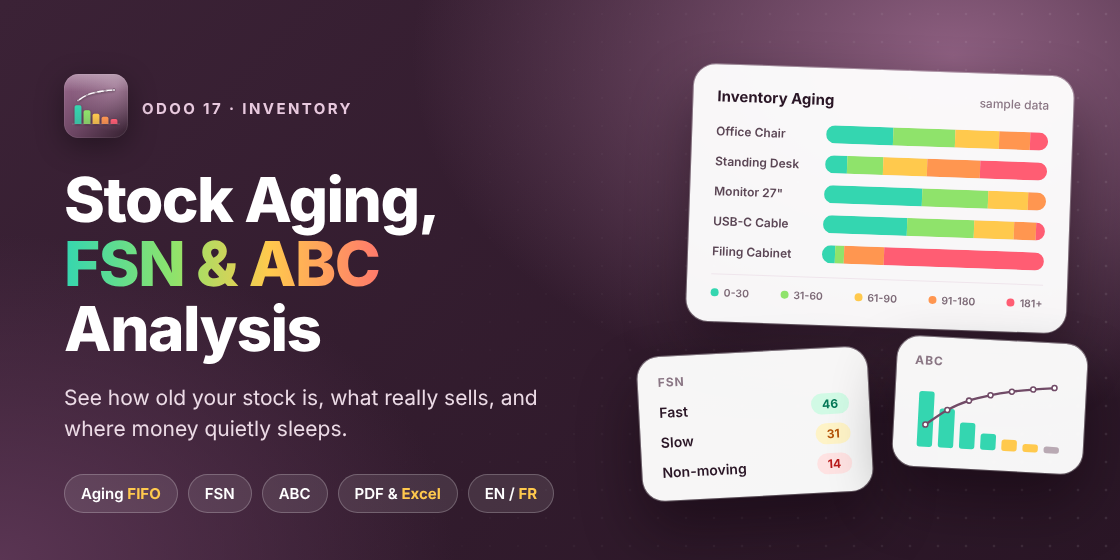 ODOO 17 · INVENTORY
Stock Aging,
FSN & ABC
Analysis
See how old your stock is, what really sells, and
where money quietly sleeps.
Aging FIFO
FSN
ABC
PDF & Excel
EN / FR
Inventory Aging
sample data
Office Chair
Standing Desk
Monitor 27"
USB-C Cable
Filing Cabinet
0-30
31-60
61-90
91-180
181+
FSN
Fast 46
Slow 31
Non-moving 14
ABC